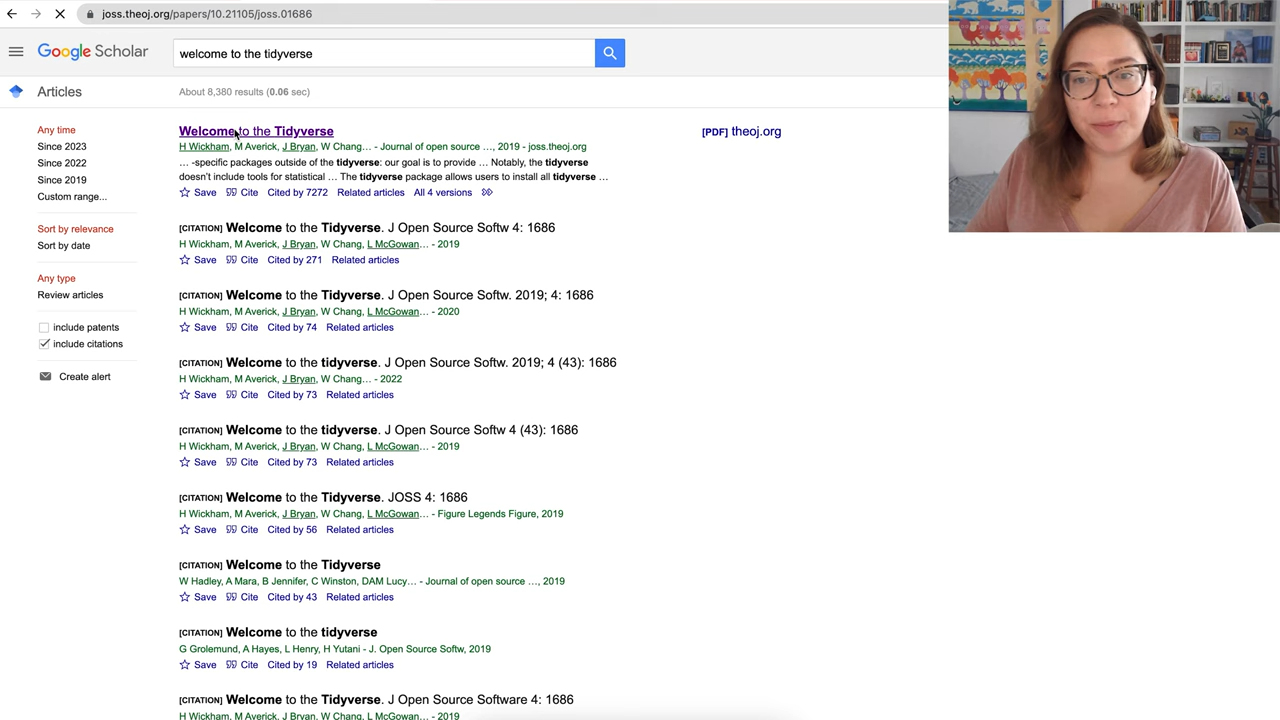 joss.theoj.org/papers/10.21105/joss.01686
Google Scholar
welcome to the tidyverse
Articles
About 8,380 results (0.06 sec)
Any time
Since 2023
Since 2022
Since 2019
Custom range...
Sort by relevance
Sort by date
Any type
Review articles
include patents
include citations
Create alert
Welcome to the Tidyverse
[PDF] theoj.org
H Wickham, M Averick, J Bryan, W Chang… - Journal of open source …, 2019 - joss.theoj.org
… -specific packages outside of the tidyverse: our goal is to provide … Notably, the tidyverse
doesn’t include tools for statistical … The tidyverse package allows users to install all tidyverse …
Save Cite Cited by 7272 Related articles All 4 versions
[CITATION] Welcome to the Tidyverse. J Open Source Softw 4: 1686
H Wickham, M Averick, J Bryan, W Chang, L McGowan… - 2019
Save Cite Cited by 271 Related articles
[CITATION] Welcome to the Tidyverse. J Open Source Softw. 2019; 4: 1686
H Wickham, M Averick, J Bryan, W Chang, L McGowan… - 2020
Save Cite Cited by 74 Related articles
[CITATION] Welcome to the tidyverse. J Open Source Softw. 2019; 4 (43): 1686
H Wickham, M Averick, J Bryan, W Chang… - 2022
Save Cite Cited by 73 Related articles
[CITATION] Welcome to the tidyverse. J Open Source Softw 4 (43): 1686
H Wickham, M Averick, J Bryan, W Chang, L McGowan… - 2019
Save Cite Cited by 73 Related articles
[CITATION] Welcome to the Tidyverse. JOSS 4: 1686
H Wickham, M Averick, J Bryan, W Chang, L McGowan… - Figure Legends Figure, 2019
Save Cite Cited by 56 Related articles
[CITATION] Welcome to the Tidyverse
W Hadley, A Mara, B Jennifer, C Winston, DAM Lucy… - Journal of open source …, 2019
Save Cite Cited by 43 Related articles
[CITATION] Welcome to the tidyverse
G Grolemund, A Hayes, L Henry, H Yutani - J. Open Source Softw, 2019
Save Cite Cited by 19 Related articles
[CITATION] Welcome to the Tidyverse. J Open Source Software 4: 1686
H Wickham, M Averick, J Bryan, W Chang, L McGowan… - 2019